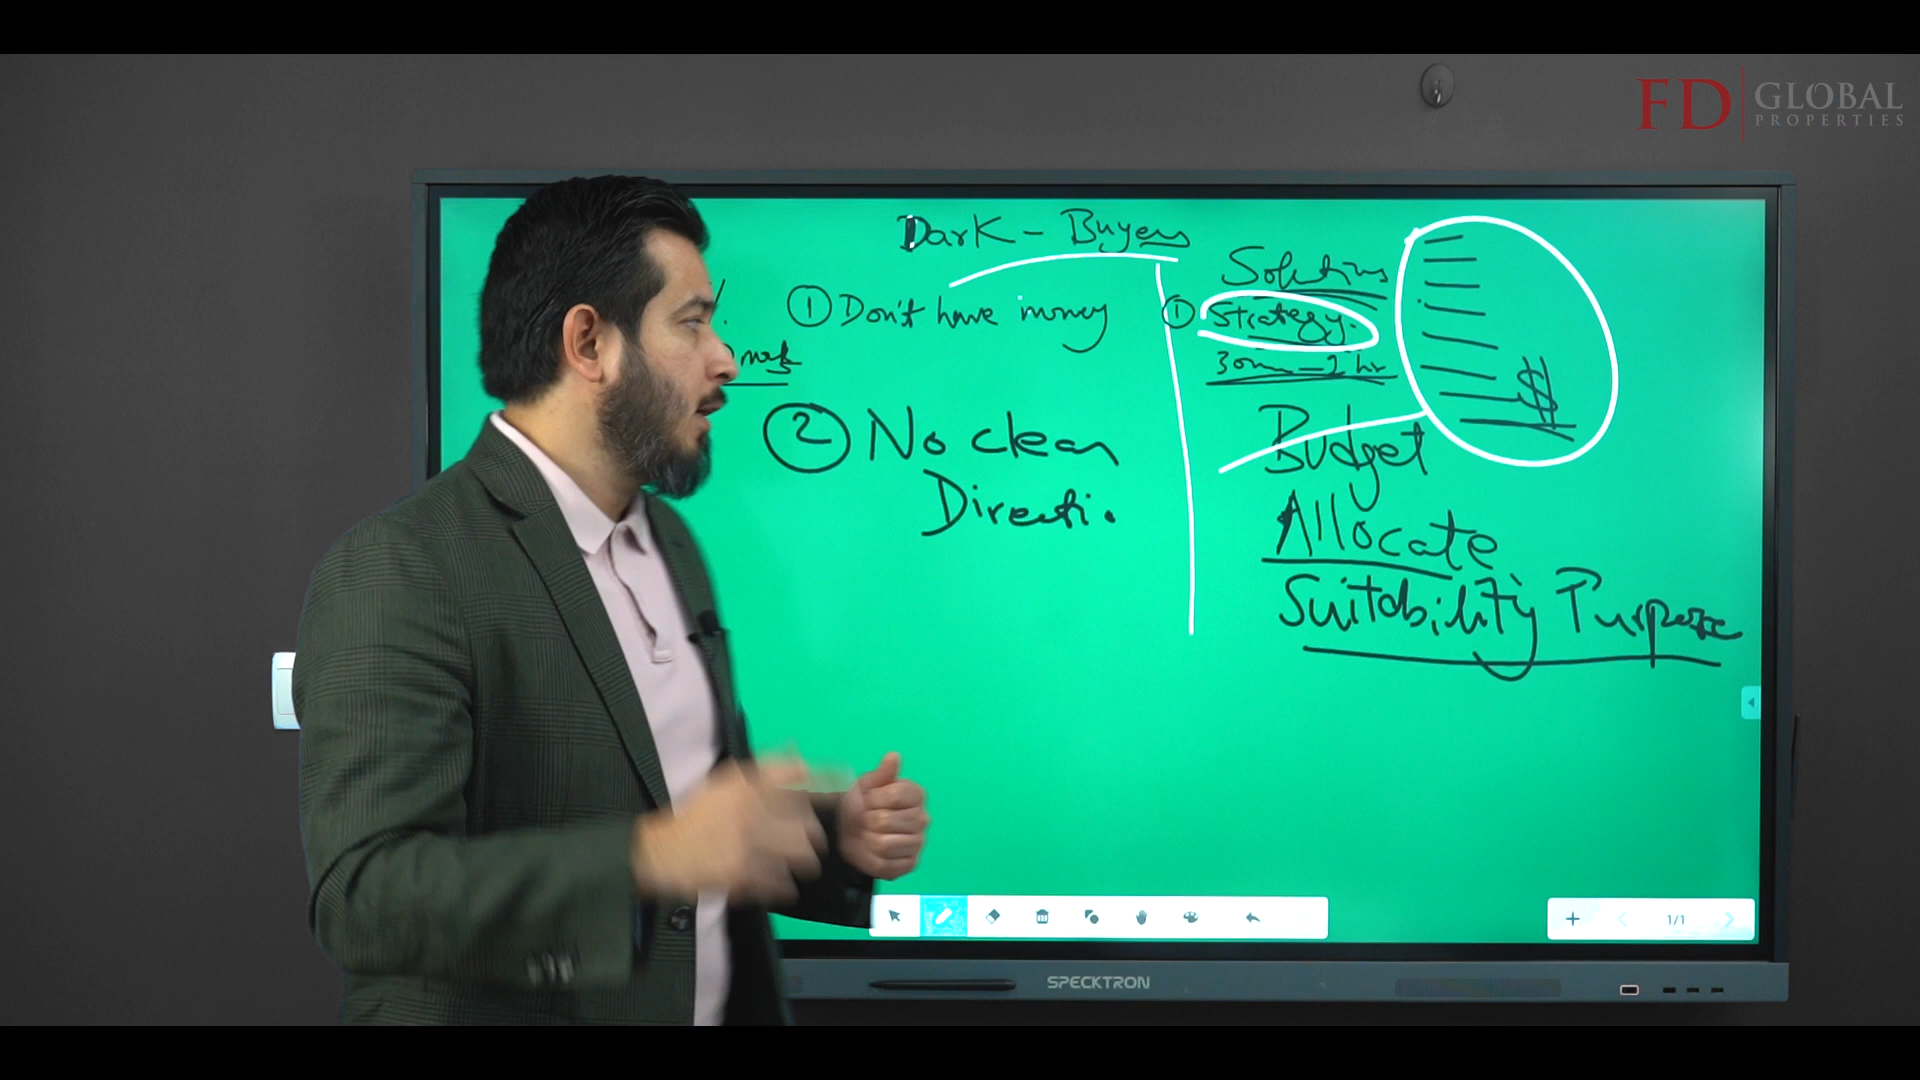 FD GLOBAL
PROPERTIES
Dark - Buyers
Solutions
① Don't have money
① Strategy.
30m - 2 hr
② No clear
Directi.
Budget
$
Allocate
Suitability Purpose
1/1
SPECKTRON